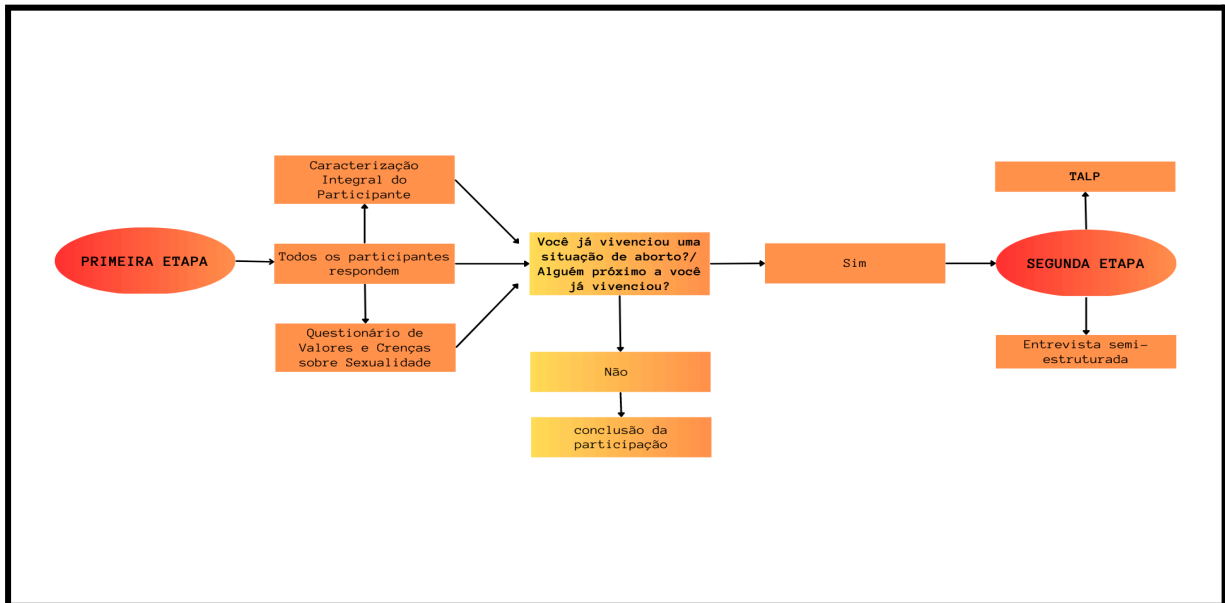 PRIMEIRA ETAPA
Caracterização
Integral do
Participante
Todos os participantes
respondem
Questionário de
Valores e Crenças
sobre Sexualidade
Você já vivenciou uma
situação de aborto?/
Alguém próximo a você
já vivenciou?
Não
conclusão da
participação
Sim
TALP
SEGUNDA ETAPA
Entrevista semi-
estruturada